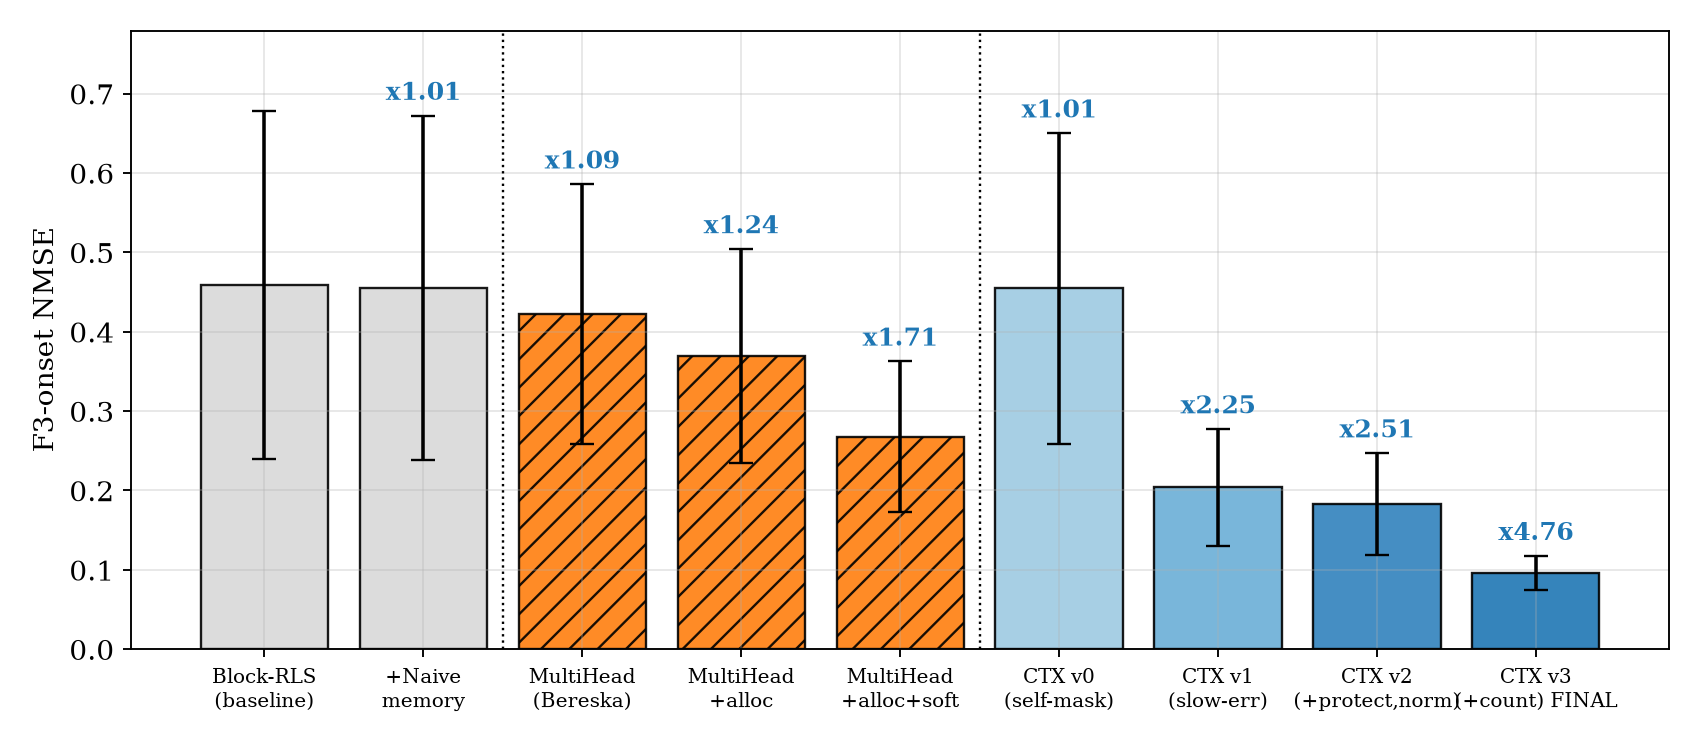 F3-onset NMSE
0.7
0.6
0.5
0.4
0.3
0.2
0.1
0.0
x1.01
x1.09
x1.24
x1.71
x1.01
x2.25
x2.51
x4.76
Block-RLS
(baseline)
+Naive
memory
MultiHead
(Bereska)
MultiHead
+alloc
MultiHead
+alloc+soft
CTX v0
(self-mask)
CTX v1
(slow-err)
CTX v2
(+protect,norm)
CTX v3
(+count) FINAL